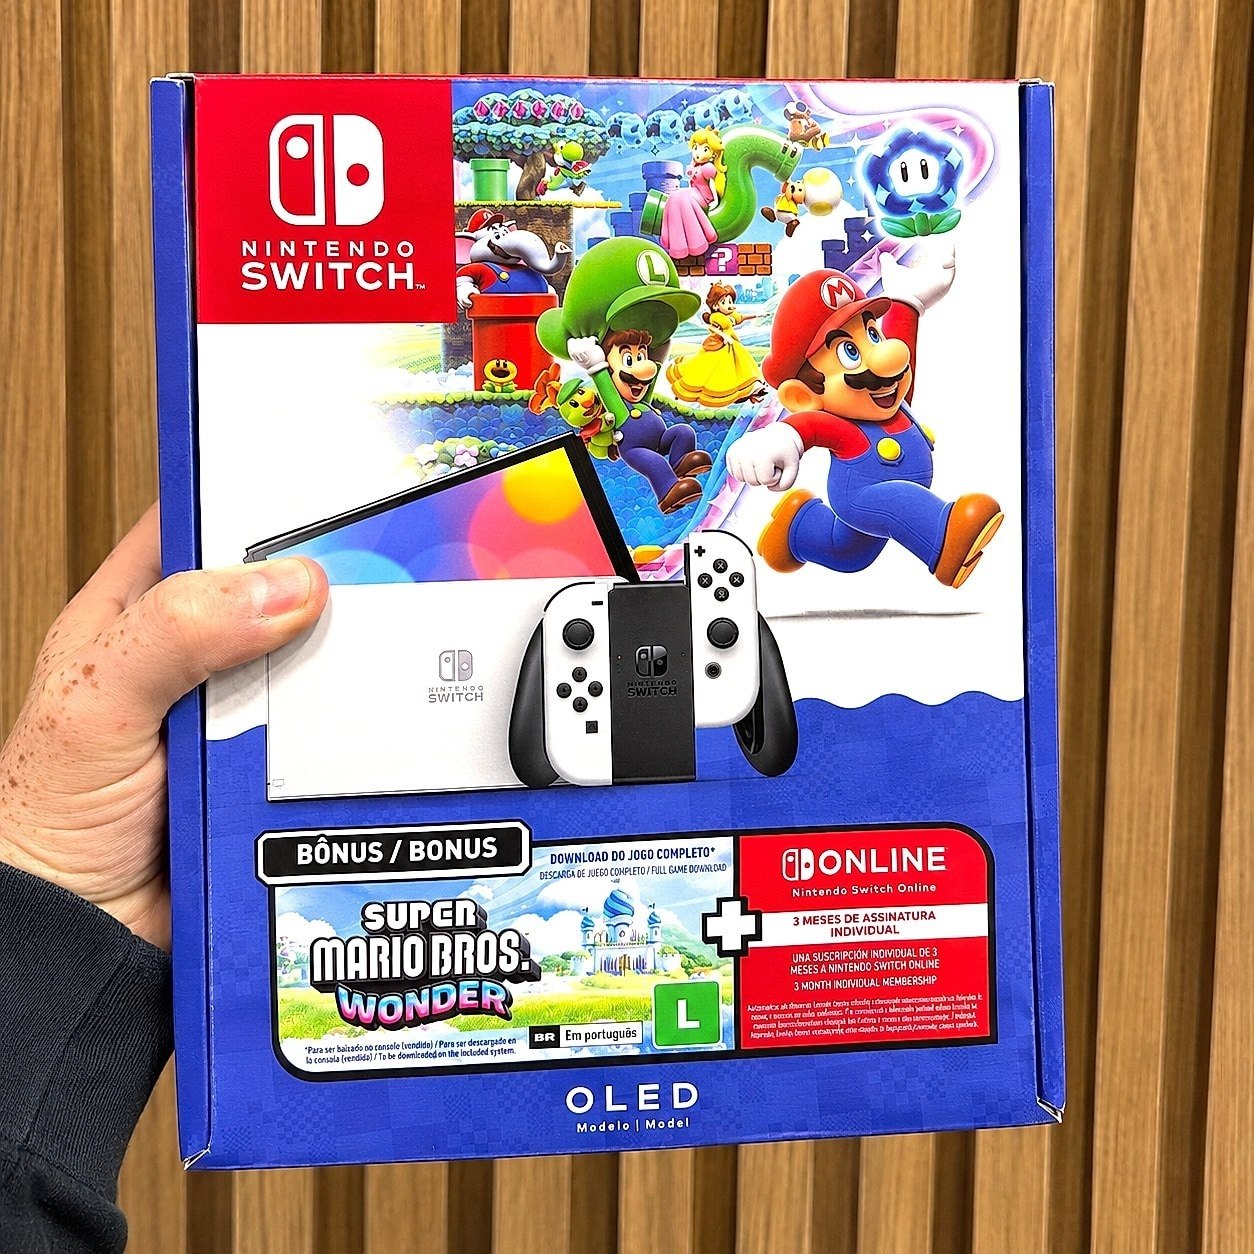 NINTENDO
SWITCH™
L
M
?
NINTENDO
SWITCH
NINTENDO
SWITCH
BÔNUS / BONUS
DOWNLOAD DO JOGO COMPLETO*
DESCARGA DE JUEGO COMPLETO / FULL GAME DOWNLOAD
SUPER
MARIO BROS.
WONDER
*Para ser baixado no console (vendido) / Para ser descargado en
la consola (vendida) / To be downloaded on the included system.
BR Em português
L
ONLINE
Nintendo Switch Online
3 MESES DE ASSINATURA
INDIVIDUAL
UNA SUSCRIPCIÓN INDIVIDUAL DE 3
MESES A NINTENDO SWITCH ONLINE
3 MONTH INDIVIDUAL MEMBERSHIP
OLED
Modelo | Model